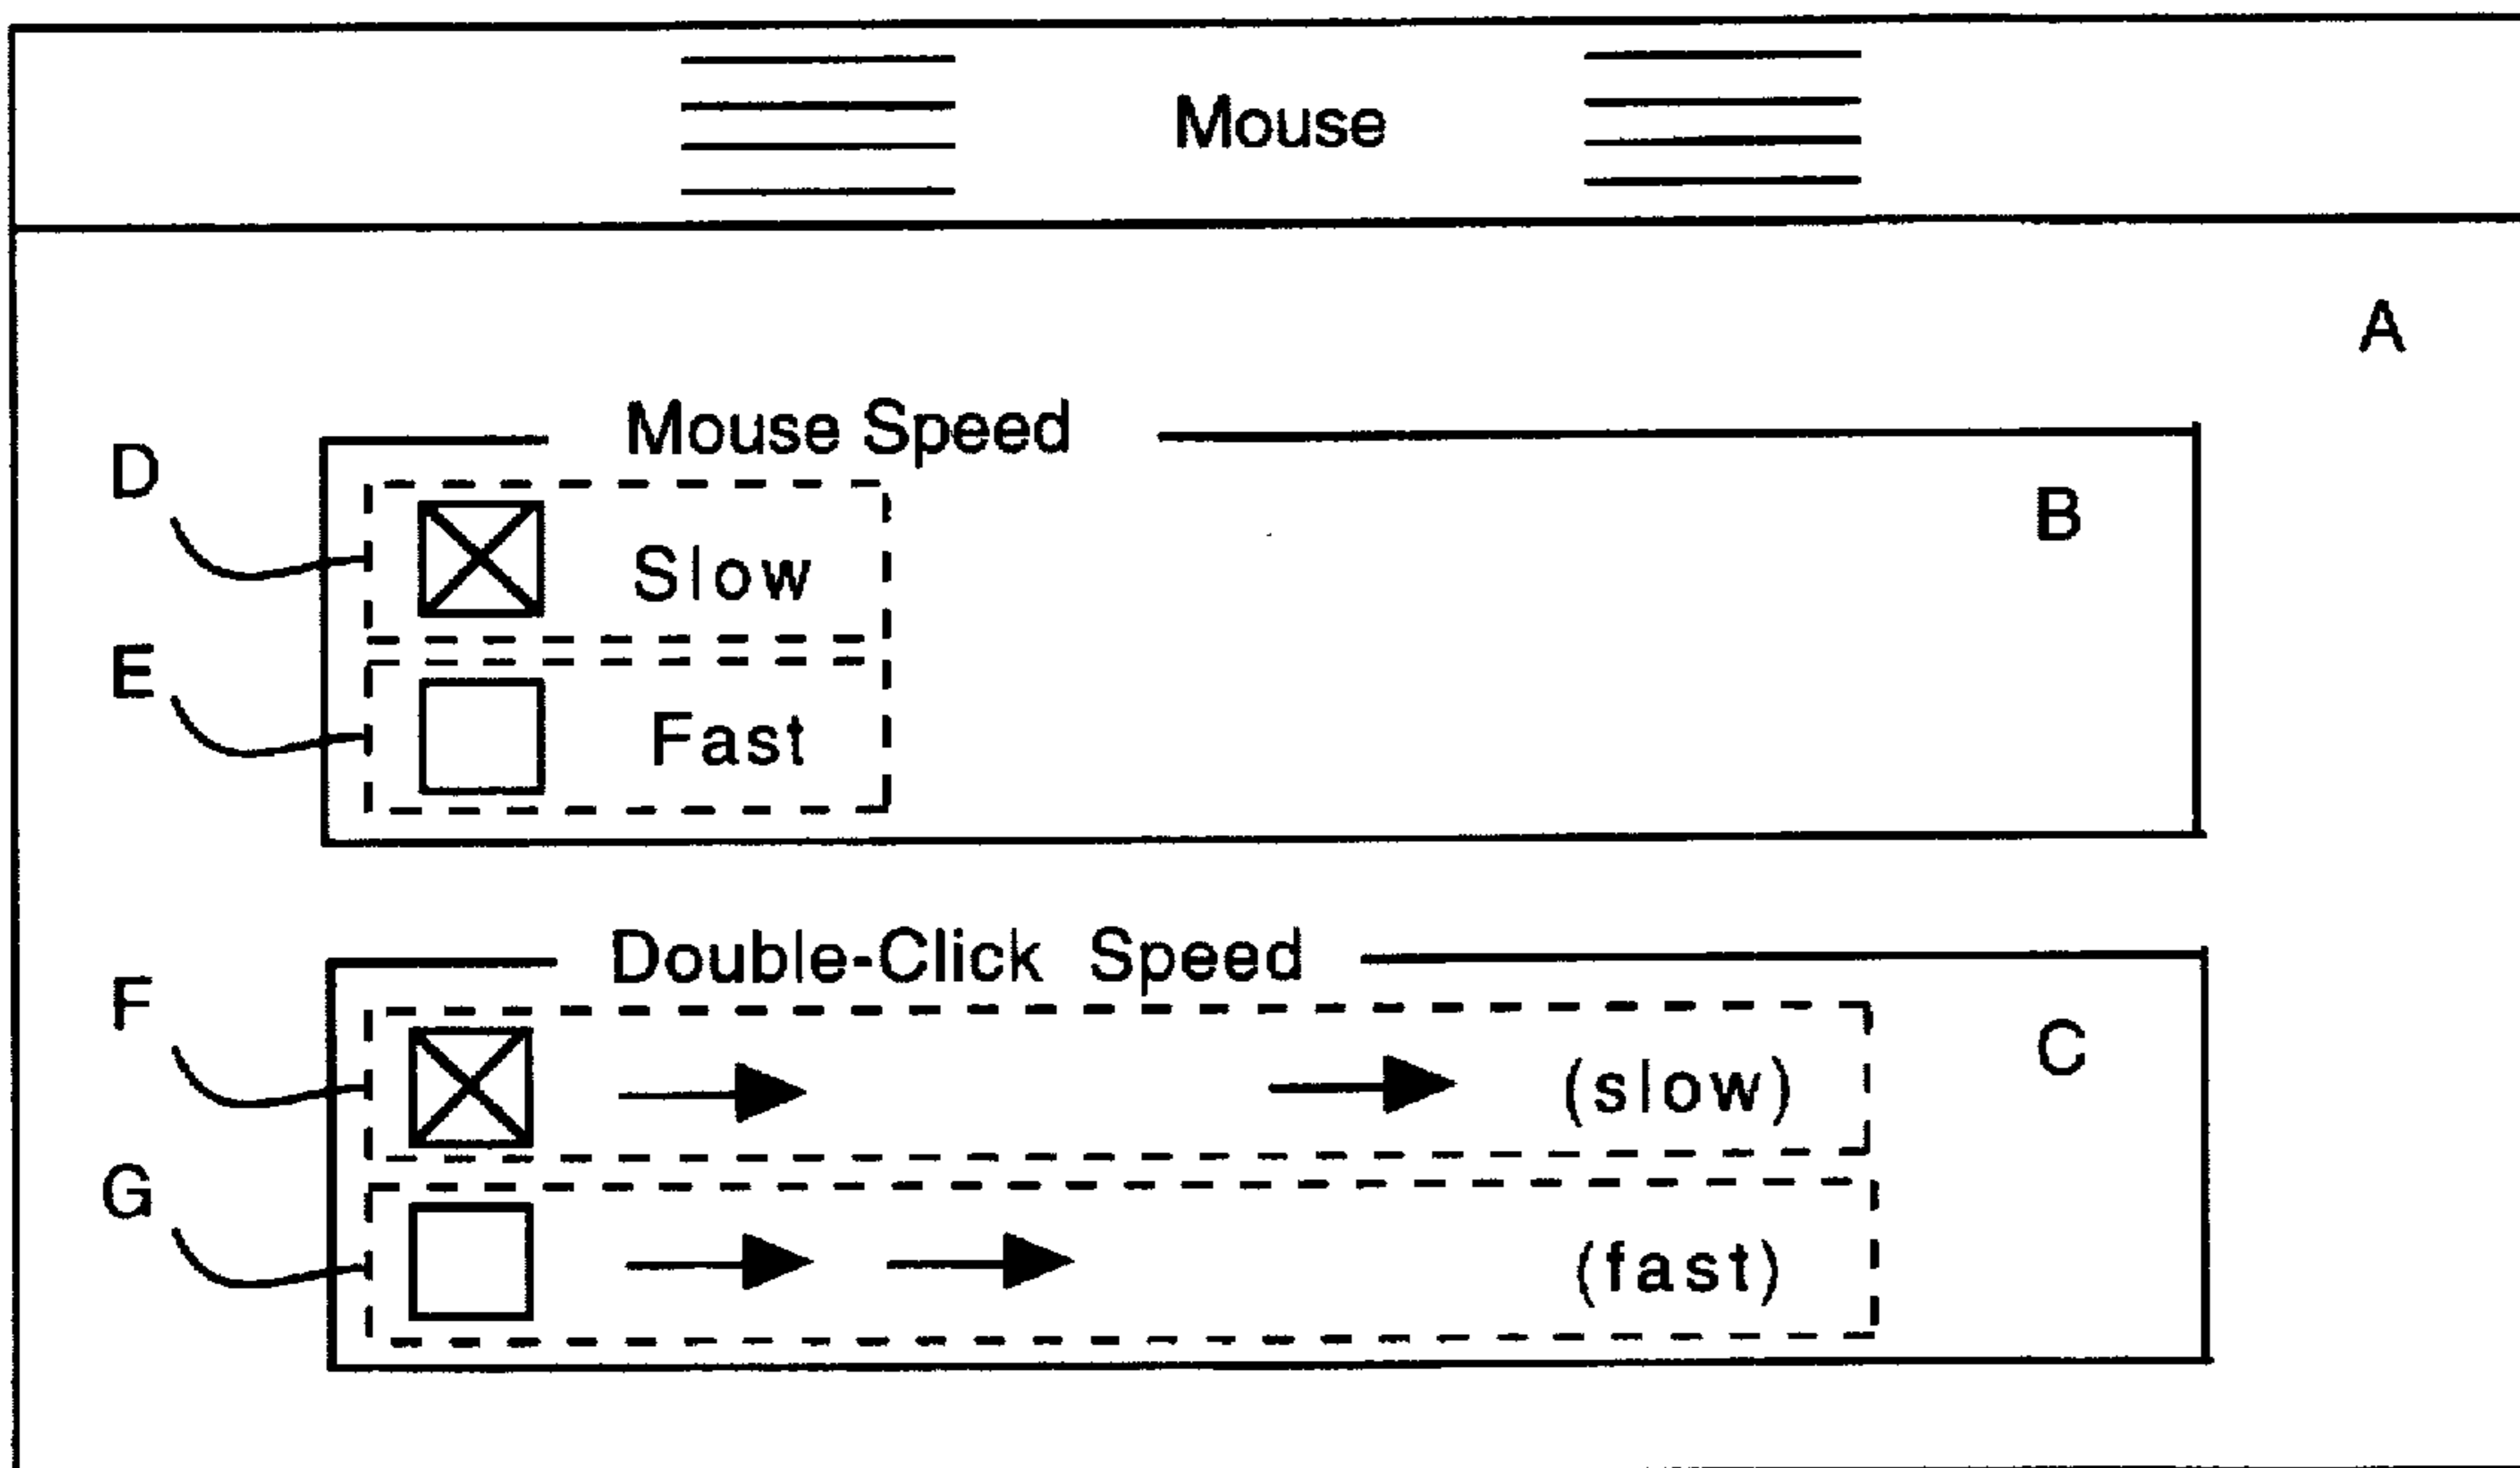 Mouse
A
Mouse Speed
D
B
Slow
E
Fast
Double-Click Speed
F
C
(slow)
G
(fast)